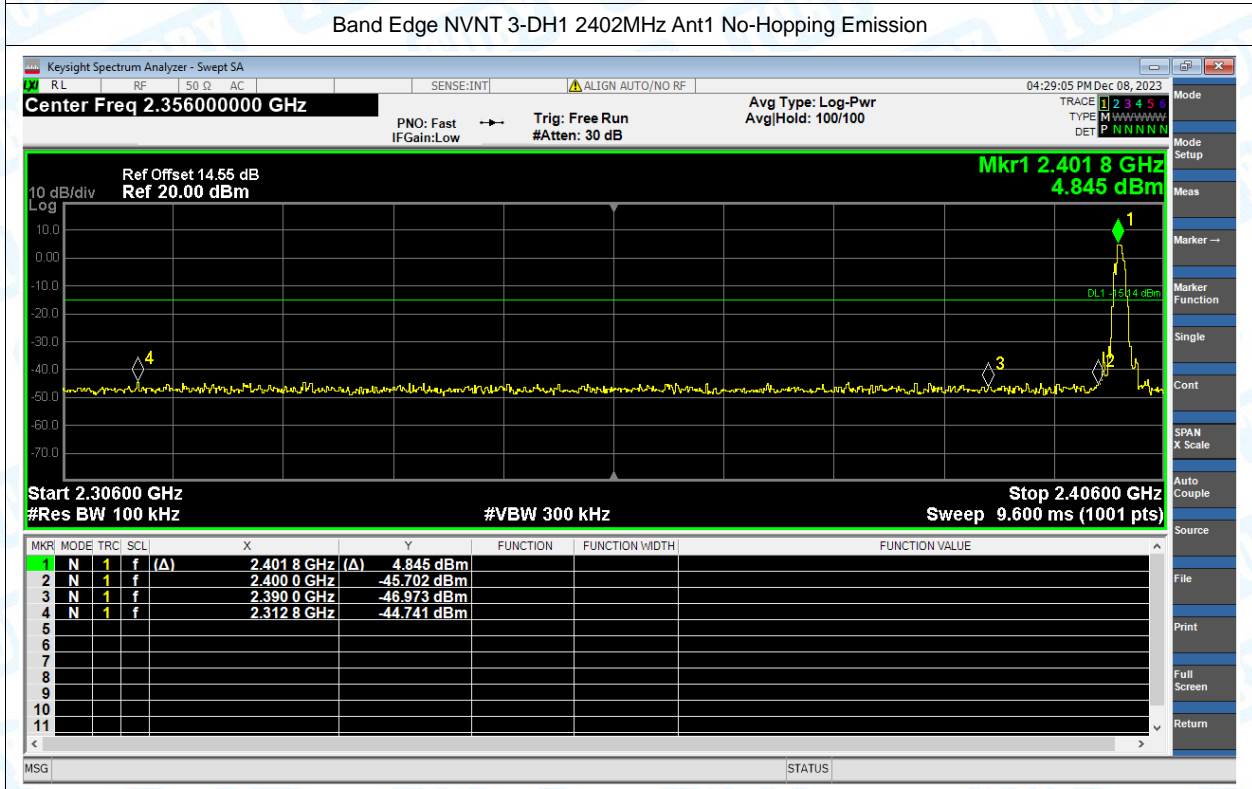 Band Edge NVNT 3-DH1 2402MHz Ant1 No-Hopping Emission
Keysight Spectrum Analyzer - Swept SA
LXI RL RF 50 Ω AC SENSE:INT ALIGN AUTO/NO RF 04:29:05 PM Dec 08, 2023
Center Freq 2.356000000 GHz
PNO: Fast
IFGain:Low
Trig: Free Run
#Atten: 30 dB
Avg Type: Log-Pwr
Avg|Hold: 100/100
TRACE 1 2 3 4 5 6
TYPE M WWWWW
DET P N N N N N
Mkr1 2.401 8 GHz
4.845 dBm
Ref Offset 14.55 dB
10 dB/div Ref 20.00 dBm
Log
10.0
0.00
-10.0
-20.0
-30.0
-40.0
-50.0
-60.0
-70.0
1
DL1 -15.14 dBm
4
3
2
Start 2.30600 GHz Stop 2.40600 GHz
#Res BW 100 kHz #VBW 300 kHz Sweep 9.600 ms (1001 pts)
MKR MODE TRC SCL X Y FUNCTION FUNCTION WIDTH FUNCTION VALUE
1 N 1 f (Δ) 2.401 8 GHz (Δ) 4.845 dBm
2 N 1 f 2.400 0 GHz -45.702 dBm
3 N 1 f 2.390 0 GHz -46.973 dBm
4 N 1 f 2.312 8 GHz -44.741 dBm
5
6
7
8
9
10
11
MSG STATUS
Mode
Mode
Setup
Meas
Marker →
Marker
Function
Single
Cont
SPAN
X Scale
Auto
Couple
Source
File
Print
Full
Screen
Return